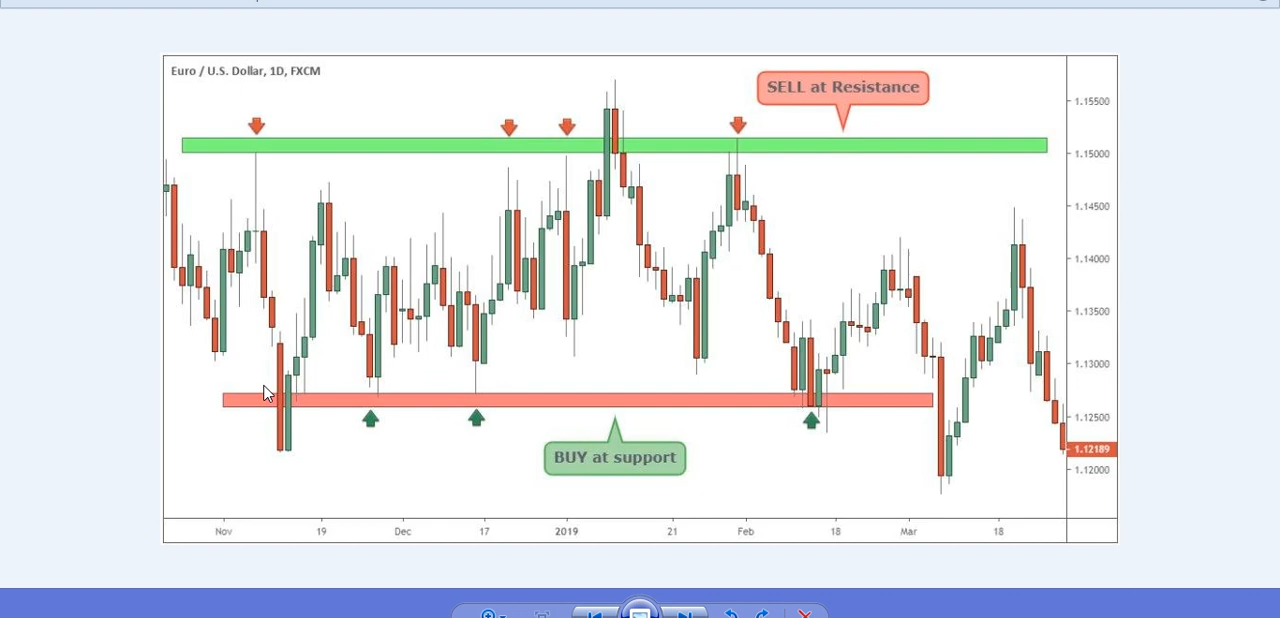 Euro / U.S. Dollar, 1D, FXCM
SELL at Resistance
1.15500
1.15000
1.14500
1.14000
1.13500
1.13000
1.12500
BUY at support
1.12189
1.12000
Nov 19 Dec 17 2019 21 Feb 18 Mar 18